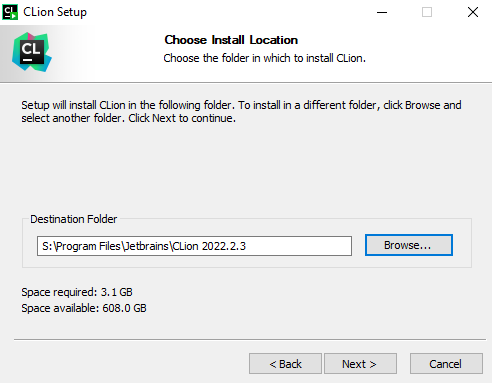 CLion Setup
CL
Choose Install Location
Choose the folder in which to install CLion.
Setup will install CLion in the following folder. To install in a different folder, click Browse and
select another folder. Click Next to continue.
Destination Folder
S:\Program Files\Jetbrains\CLion 2022.2.3
Browse...
Space required: 3.1 GB
Space available: 608.0 GB
< Back
Next >
Cancel